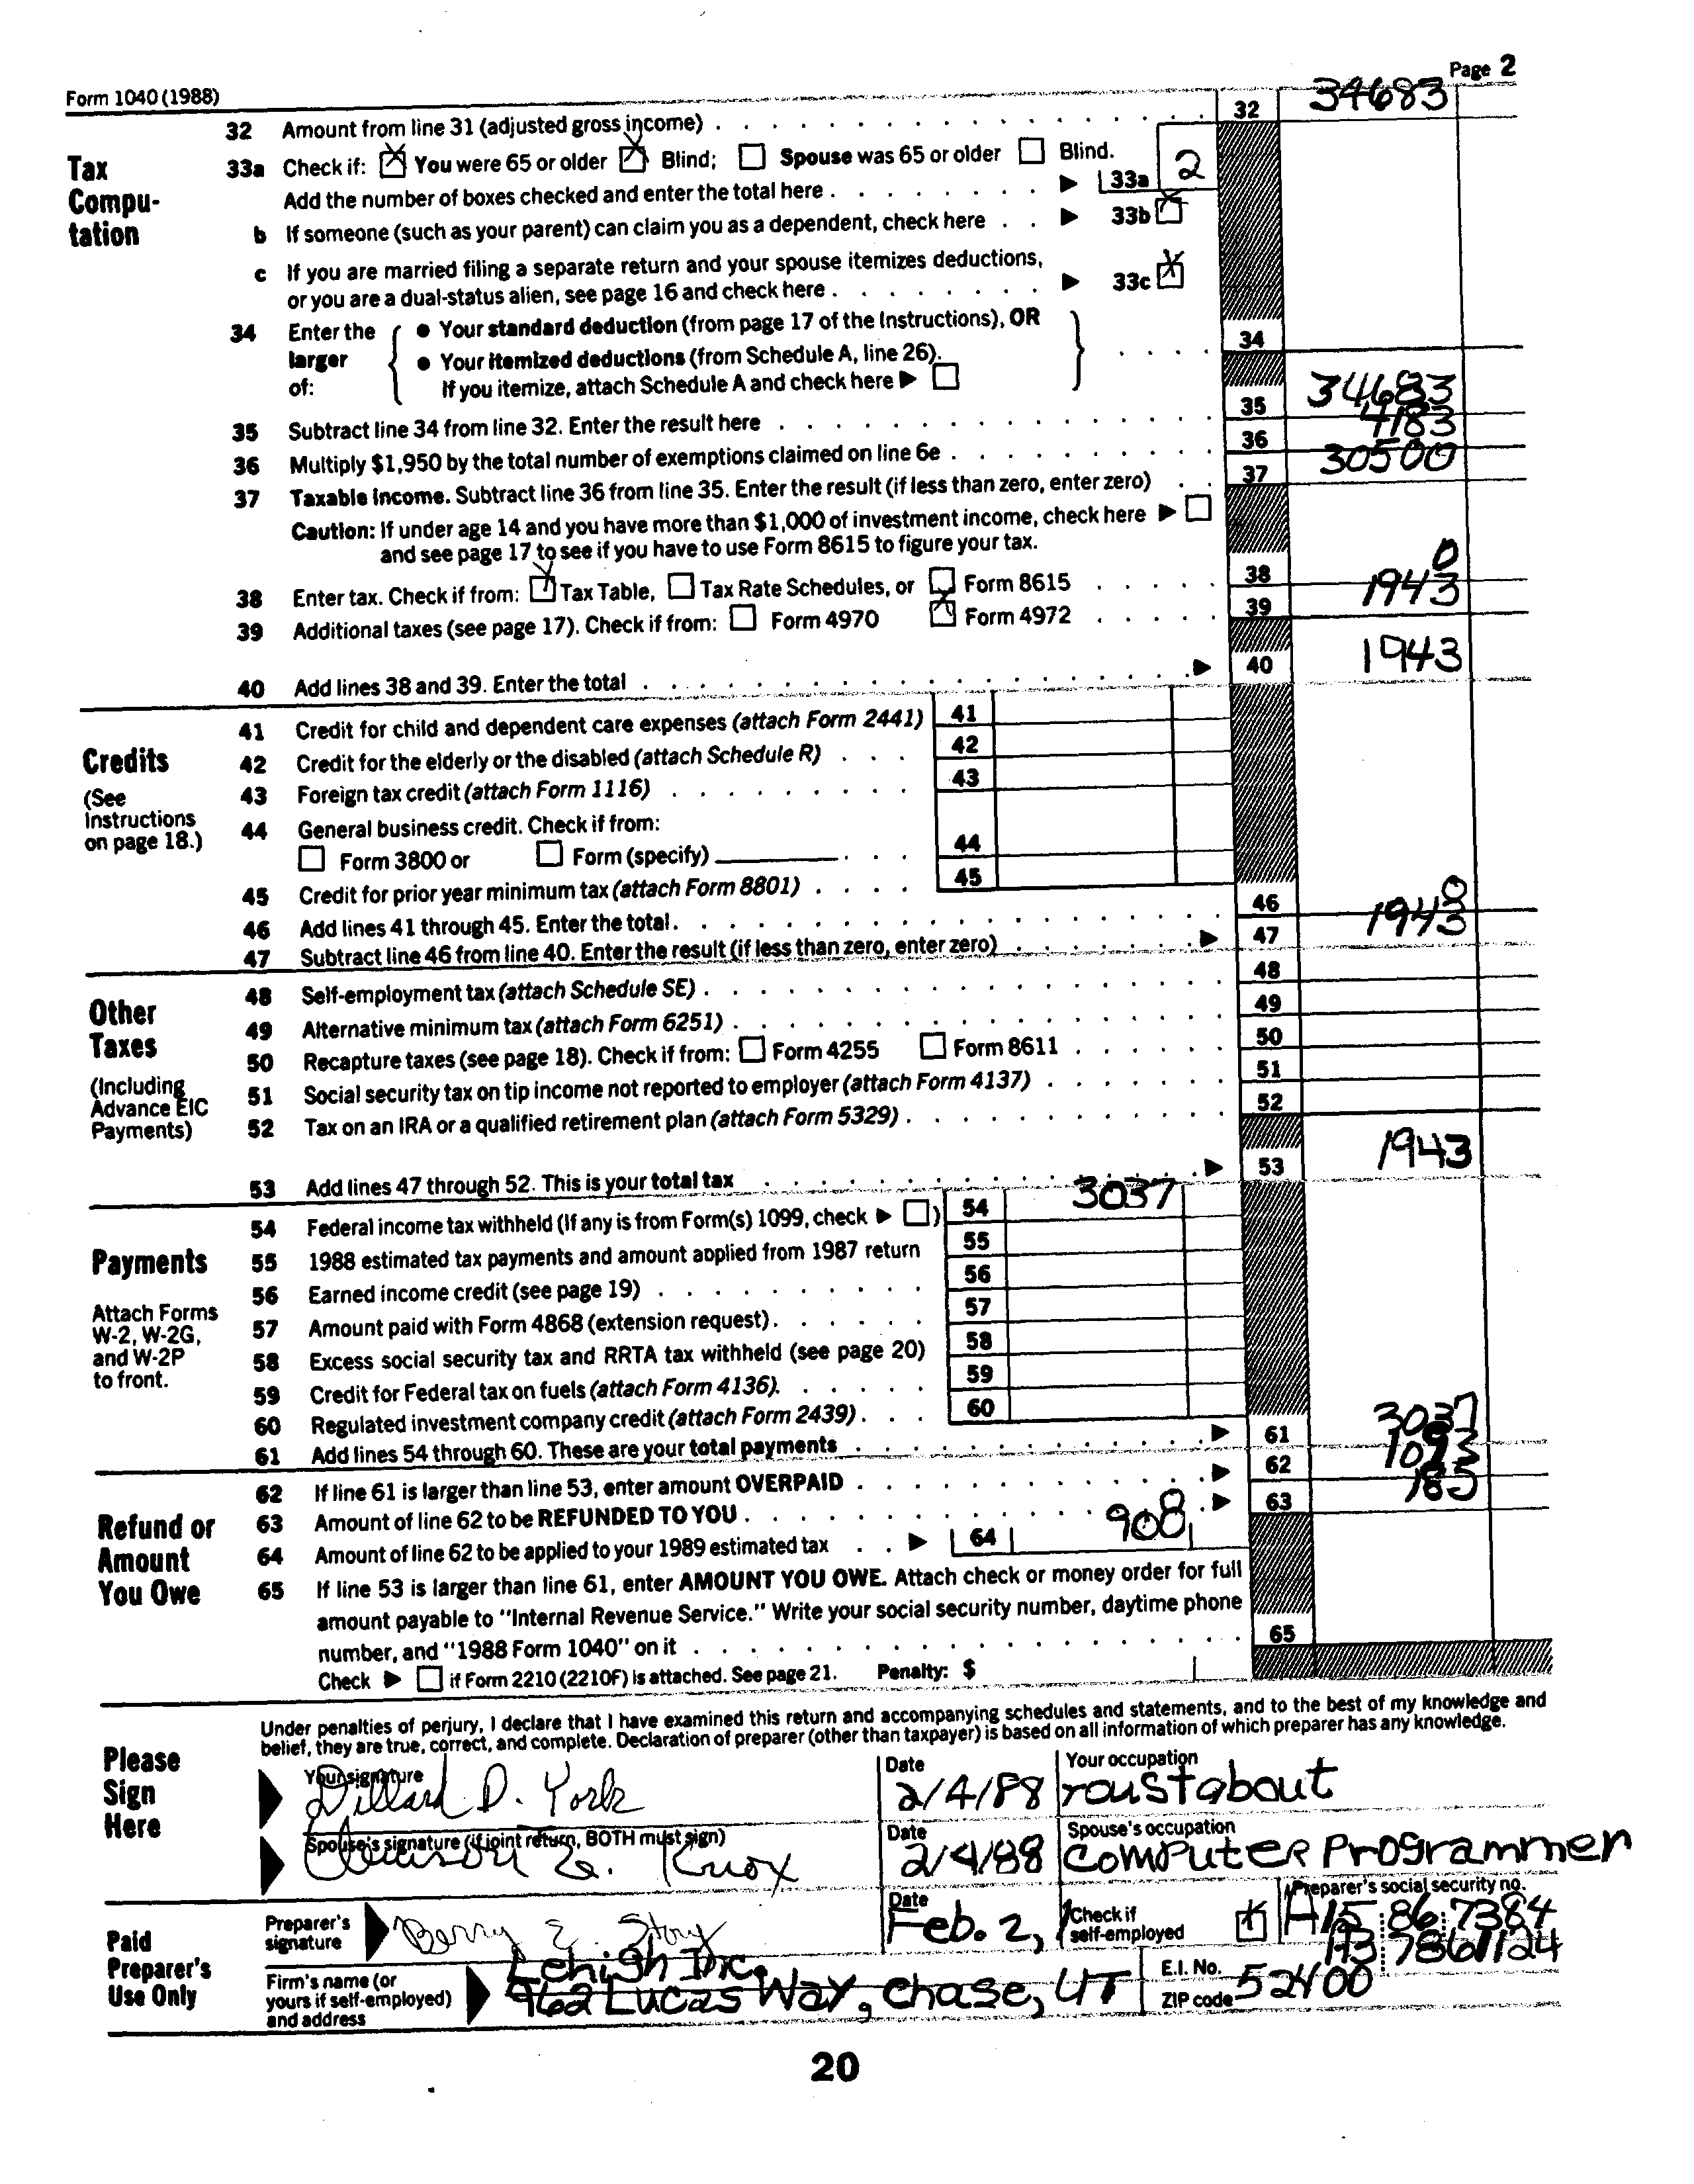 Form 1040 (1988) Page 2
Tax Computation
32 Amount from line 31 (adjusted gross income) 32 34683
33a Check if: [X] You were 65 or older [X] Blind; [ ] Spouse was 65 or older [ ] Blind.
Add the number of boxes checked and enter the total here ▶ 33a 2
b If someone (such as your parent) can claim you as a dependent, check here ▶ 33b [X]
c If you are married filing a separate return and your spouse itemizes deductions,
or you are a dual-status alien, see page 16 and check here ▶ 33c [X]
34 Enter the larger of: { ● Your standard deduction (from page 17 of the Instructions), OR
● Your itemized deductions (from Schedule A, line 26).
If you itemize, attach Schedule A and check here ▶ [ ] } 34
35 Subtract line 34 from line 32. Enter the result here 35 34683
36 Multiply $1,950 by the total number of exemptions claimed on line 6e 36 4183
37 Taxable income. Subtract line 36 from line 35. Enter the result (if less than zero, enter zero) 37 30500
Caution: If under age 14 and you have more than $1,000 of investment income, check here ▶ [ ]
and see page 17 to see if you have to use Form 8615 to figure your tax.
38 Enter tax. Check if from: [X] Tax Table, [ ] Tax Rate Schedules, or [ ] Form 8615 38 0
39 Additional taxes (see page 17). Check if from: [ ] Form 4970 [X] Form 4972 39 1943
40 Add lines 38 and 39. Enter the total ▶ 40 1943
Credits
(See Instructions on page 18.)
41 Credit for child and dependent care expenses (attach Form 2441) 41
42 Credit for the elderly or the disabled (attach Schedule R) 42
43 Foreign tax credit (attach Form 1116) 43
44 General business credit. Check if from:
[ ] Form 3800 or [ ] Form (specify) 44
45 Credit for prior year minimum tax (attach Form 8801) 45
46 Add lines 41 through 45. Enter the total 46 0
47 Subtract line 46 from line 40. Enter the result (if less than zero, enter zero) ▶ 47 1943
Other Taxes
(Including Advance EIC Payments)
48 Self-employment tax (attach Schedule SE) 48
49 Alternative minimum tax (attach Form 6251) 49
50 Recapture taxes (see page 18). Check if from: [ ] Form 4255 [ ] Form 8611 50
51 Social security tax on tip income not reported to employer (attach Form 4137) 51
52 Tax on an IRA or a qualified retirement plan (attach Form 5329) 52
53 Add lines 47 through 52. This is your total tax ▶ 53 1943
Payments
Attach Forms W-2, W-2G, and W-2P to front.
54 Federal income tax withheld (If any is from Form(s) 1099, check ▶ [ ]) 54 3037
55 1988 estimated tax payments and amount applied from 1987 return 55
56 Earned income credit (see page 19) 56
57 Amount paid with Form 4868 (extension request) 57
58 Excess social security tax and RRTA tax withheld (see page 20) 58
59 Credit for Federal tax on fuels (attach Form 4136) 59
60 Regulated investment company credit (attach Form 2439) 60
61 Add lines 54 through 60. These are your total payments ▶ 61 3037
Refund or Amount You Owe
62 If line 61 is larger than line 53, enter amount OVERPAID ▶ 62 1093
63 Amount of line 62 to be REFUNDED TO YOU ▶ 63 185
64 Amount of line 62 to be applied to your 1989 estimated tax ▶ 64 908
65 If line 53 is larger than line 61, enter AMOUNT YOU OWE. Attach check or money order for full
amount payable to "Internal Revenue Service." Write your social security number, daytime phone
number, and "1988 Form 1040" on it 65
Check ▶ [ ] if Form 2210 (2210F) is attached. See page 21. Penalty: $
Please Sign Here
Under penalties of perjury, I declare that I have examined this return and accompanying schedules and statements, and to the best of my knowledge and
belief, they are true, correct, and complete. Declaration of preparer (other than taxpayer) is based on all information of which preparer has any knowledge.
Your signature Dillard D. York Date 2/4/88 Your occupation roustabout
Spouse's signature (if joint return, BOTH must sign) Knox Date 2/4/88 Spouse's occupation Computer Programmer
Paid Preparer's Use Only
Preparer's signature Berry E. Story Date Feb. 2, Check if self-employed [X] Preparer's social security no. 86 7384
Firm's name (or yours if self-employed) and address Lehigh Inc. 962 Lucas Way, Chase, UT E.I. No. 7861124
ZIP code 52400
20